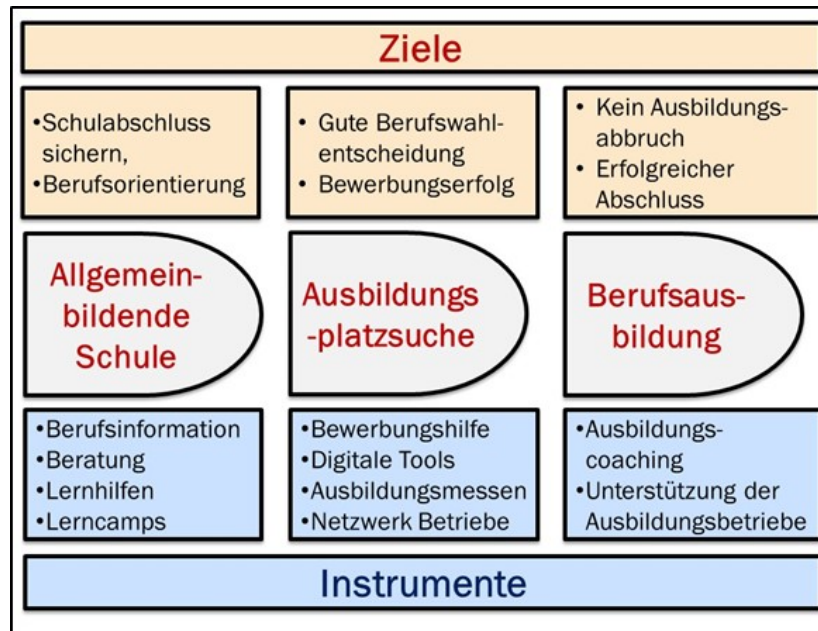 Ziele
•Schulabschluss
sichern,
•Berufsorientierung
• Gute Berufswahl-
entscheidung
• Bewerbungserfolg
• Kein Ausbildungs-
abbruch
• Erfolgreicher
Abschluss
Allgemein-
bildende
Schule
Ausbildungs
-platzsuche
Berufsaus-
bildung
•Berufsinformation
•Beratung
•Lernhilfen
•Lerncamps
•Bewerbungshilfe
•Digitale Tools
•Ausbildungsmessen
•Netzwerk Betriebe
•Ausbildungs-
coaching
•Unterstützung der
Ausbildungsbetriebe
Instrumente